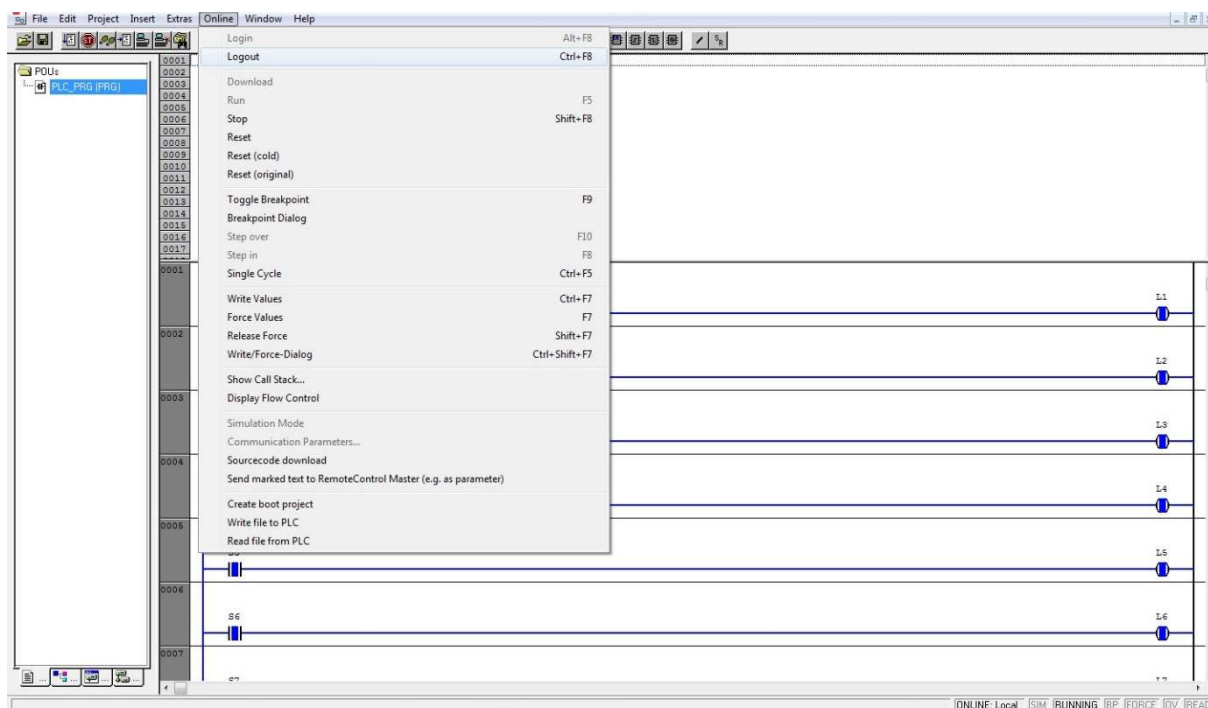 File Edit Project Insert Extras Online Window Help
Login Alt+F8
Logout Ctrl+F8
Download
Run F5
Stop Shift+F8
Reset
Reset (cold)
Reset (original)
Toggle Breakpoint F9
Breakpoint Dialog
Step over F10
Step in F8
Single Cycle Ctrl+F5
Write Values Ctrl+F7
Force Values F7
Release Force Shift+F7
Write/Force-Dialog Ctrl+Shift+F7
Show Call Stack...
Display Flow Control
Simulation Mode
Communication Parameters...
Sourcecode download
Send marked text to RemoteControl Master (e.g. as parameter)
Create boot project
Write file to PLC
Read file from PLC
POUs
PLC_PRG (PRG)
0001
0002
0003
0004
0005
0006
0007
0008
0009
0010
0011
0012
0013
0014
0015
0016
0017
0001
L1
0002
L2
0003
L3
0004
L4
0005
L5
0006
S6 L6
0007
ONLINE: Local SIM RUNNING BP FORCE OV READ